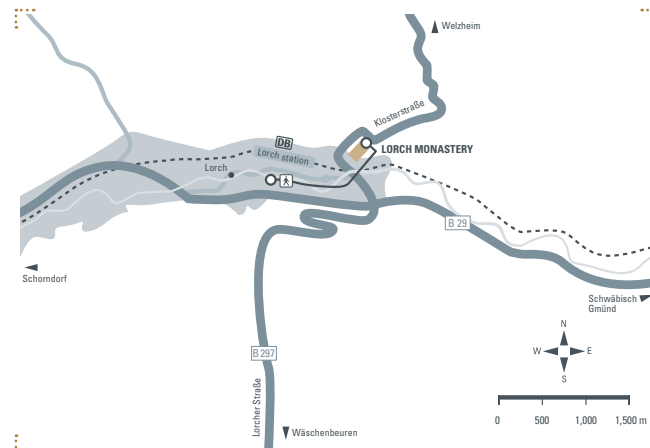 Welzheim
Klosterstraße
DB
Lorch station
LORCH MONASTERY
Lorch
B 29
Schorndorf
Schwäbisch
Gmünd
N
W E
S
B 297
Lorcher Straße
Wäschenbeuren
0 500 1,000 1,500 m